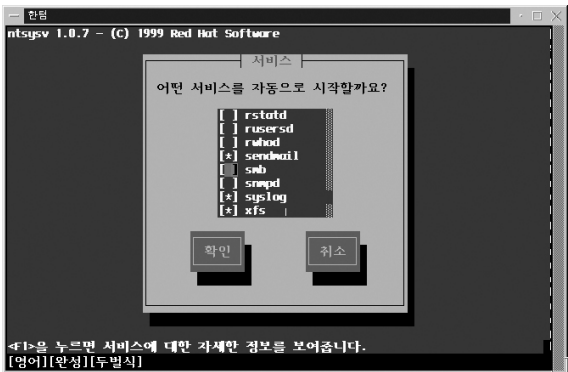 한텀
ntsysv 1.0.7 - (C) 1999 Red Hat Software
서비스
어떤 서비스를 자동으로 시작할까요?
[ ] rstatd
[ ] rusersd
[ ] rwhod
[*] sendmail
[ ] smb
[ ] snmpd
[*] syslog
[*] xfs
확인
취소
<F1>을 누르면 서비스에 대한 자세한 정보를 보여줍니다.
[영어][완성][두벌식]